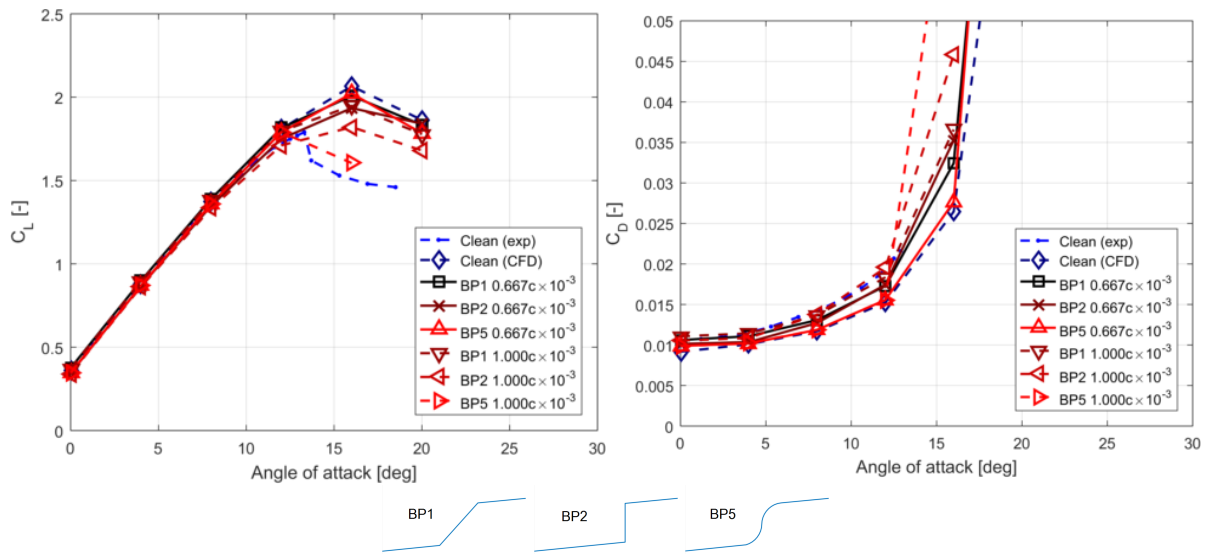 2.5
2
1.5
1
0.5
0
C_L [-]
0
5
10
15
20
25
30
Angle of attack [deg]
Clean (exp)
Clean (CFD)
BP1 0.667c×10^-3
BP2 0.667c×10^-3
BP5 0.667c×10^-3
BP1 1.000c×10^-3
BP2 1.000c×10^-3
BP5 1.000c×10^-3
0.05
0.045
0.04
0.035
0.03
0.025
0.02
0.015
0.01
0.005
0
C_D [-]
0
5
10
15
20
25
30
Angle of attack [deg]
Clean (exp)
Clean (CFD)
BP1 0.667c×10^-3
BP2 0.667c×10^-3
BP5 0.667c×10^-3
BP1 1.000c×10^-3
BP2 1.000c×10^-3
BP5 1.000c×10^-3
BP1
BP2
BP5